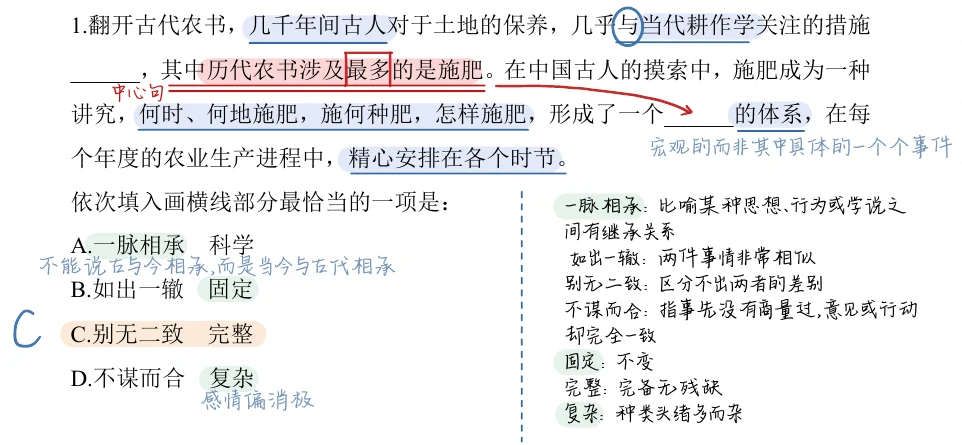 1.翻开古代农书，几千年间古人对于土地的保养，几乎与当代耕作学关注的措施
______，其中历代农书涉及最多的是施肥。在中国古人的摸索中，施肥成为一种
中心句
讲究，何时、何地施肥，施何种肥，怎样施肥，形成了一个______的体系，在每
宏观的而非其中具体的一个个事件
个年度的农业生产进程中，精心安排在各个时节。
依次填入画横线部分最恰当的一项是：
A.一脉相承 科学
不能说古与今相承,而是当今与古代相承
B.如出一辙 固定
C
C.别无二致 完整
D.不谋而合 复杂
感情偏消极
一脉相承：比喻某种思想、行为或学说之
间有继承关系
如出一辙：两件事情非常相似
别无二致：区分不出两者的差别
不谋而合：指事先没有商量过,意见或行动
却完全一致
固定：不变
完整：完备无残缺
复杂：种类头绪多而杂